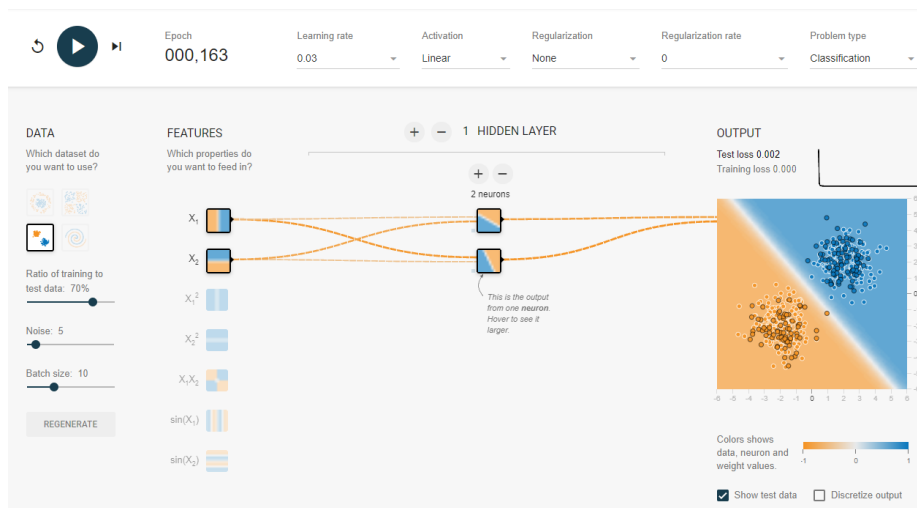 Epoch
000,163
Learning rate
0.03
Activation
Linear
Regularization
None
Regularization rate
0
Problem type
Classification
DATA
Which dataset do
you want to use?
Ratio of training to
test data: 70%
Noise: 5
Batch size: 10
REGENERATE
FEATURES
Which properties do
you want to feed in?
X₁
X₂
X₁²
X₂²
X₁X₂
sin(X₁)
sin(X₂)
+ − 1 HIDDEN LAYER
+ −
2 neurons
This is the output
from one neuron.
Hover to see it
larger.
OUTPUT
Test loss 0.002
Training loss 0.000
-6 -5 -4 -3 -2 -1 0 1 2 3 4 5 6
Colors shows
data, neuron and
weight values.
-1 0 1
Show test data
Discretize output